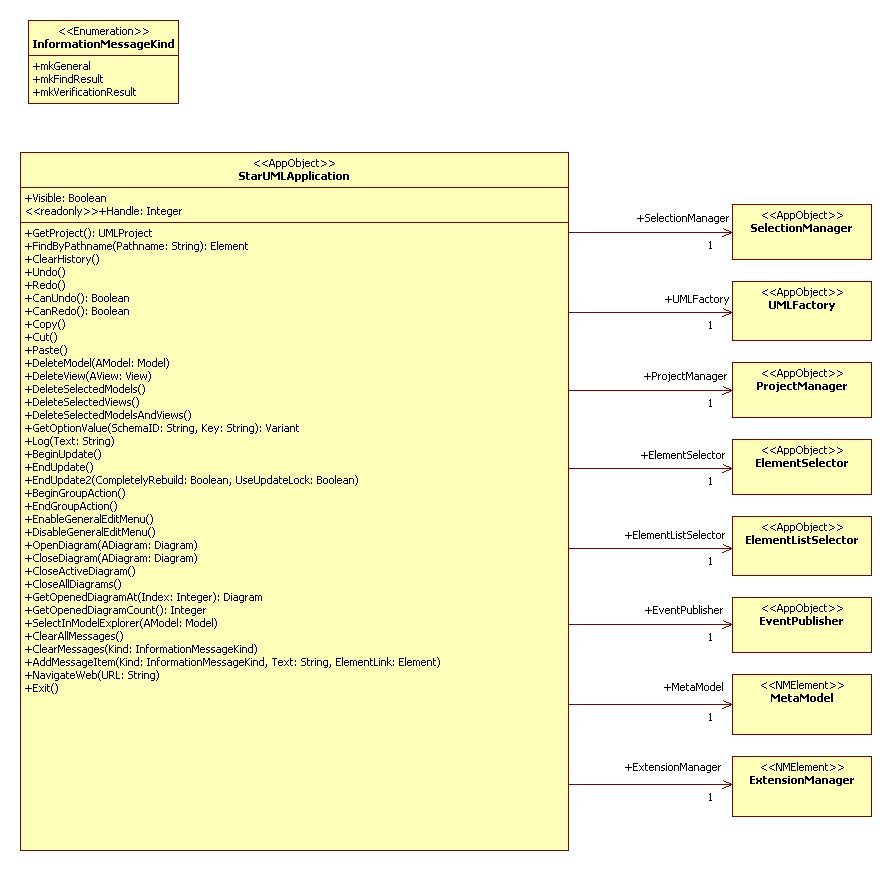 <<Enumeration>>
InformationMessageKind
+mkGeneral
+mkFindResult
+mkVerificationResult
<<AppObject>>
StarUMLApplication
+Visible: Boolean
<<readonly>>+Handle: Integer
+GetProject(): UMLProject
+FindByPathname(Pathname: String): Element
+ClearHistory()
+Undo()
+Redo()
+CanUndo(): Boolean
+CanRedo(): Boolean
+Copy()
+Cut()
+Paste()
+DeleteModel(AModel: Model)
+DeleteView(AView: View)
+DeleteSelectedModels()
+DeleteSelectedViews()
+DeleteSelectedModelsAndViews()
+GetOptionValue(SchemaID: String, Key: String): Variant
+Log(Text: String)
+BeginUpdate()
+EndUpdate()
+EndUpdate2(CompletelyRebuild: Boolean, UseUpdateLock: Boolean)
+BeginGroupAction()
+EndGroupAction()
+EnableGeneralEditMenu()
+DisableGeneralEditMenu()
+OpenDiagram(ADiagram: Diagram)
+CloseDiagram(ADiagram: Diagram)
+CloseActiveDiagram()
+CloseAllDiagrams()
+GetOpenedDiagramAt(Index: Integer): Diagram
+GetOpenedDiagramCount(): Integer
+SelectInModelExplorer(AModel: Model)
+ClearAllMessages()
+ClearMessages(Kind: InformationMessageKind)
+AddMessageItem(Kind: InformationMessageKind, Text: String, ElementLink: Element)
+NavigateWeb(URL: String)
+Exit()
+SelectionManager
1
<<AppObject>>
SelectionManager
+UMLFactory
1
<<AppObject>>
UMLFactory
+ProjectManager
1
<<AppObject>>
ProjectManager
+ElementSelector
1
<<AppObject>>
ElementSelector
+ElementListSelector
1
<<AppObject>>
ElementListSelector
+EventPublisher
1
<<AppObject>>
EventPublisher
+MetaModel
1
<<NMElement>>
MetaModel
+ExtensionManager
1
<<NMElement>>
ExtensionManager